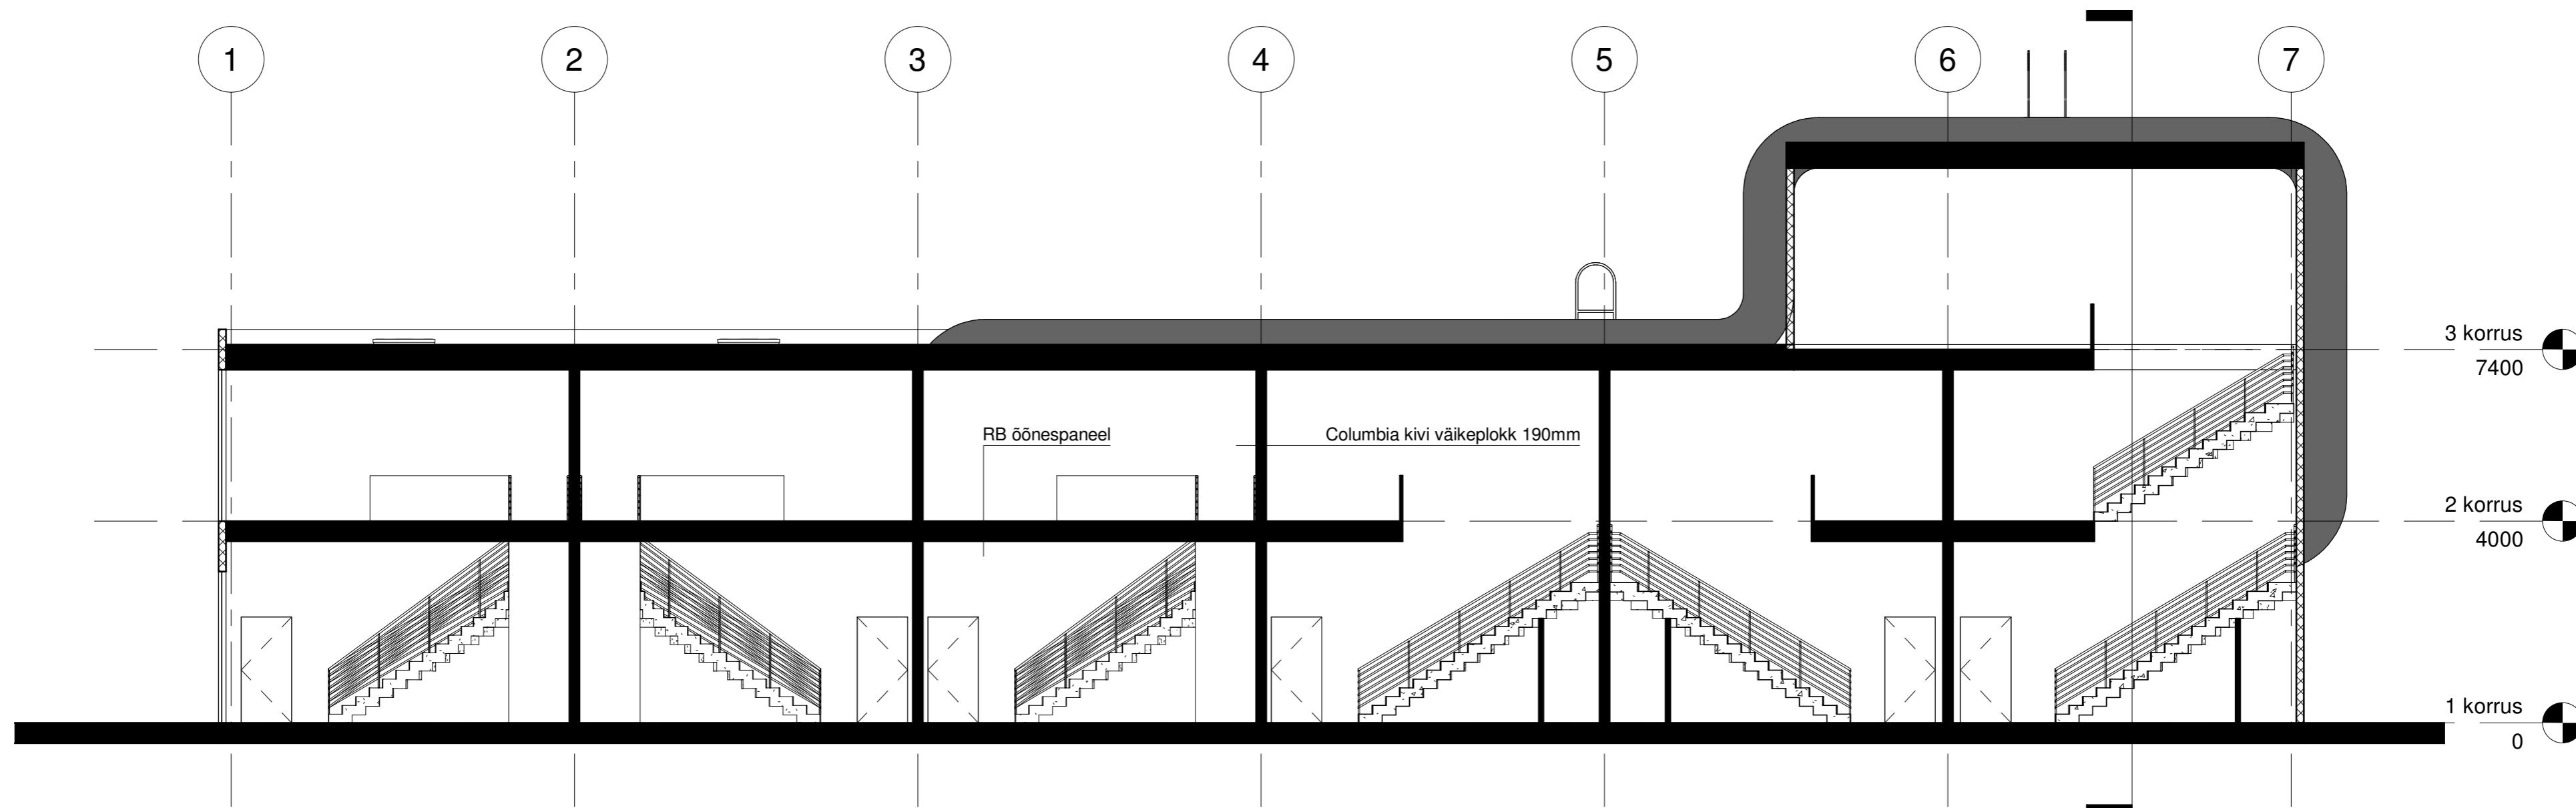 1 2 3 4 5 6 7
3 korrus
7400
RB õõnespaneel
Columbia kivi väikeplokk 190mm
2 korrus
4000
1 korrus
0